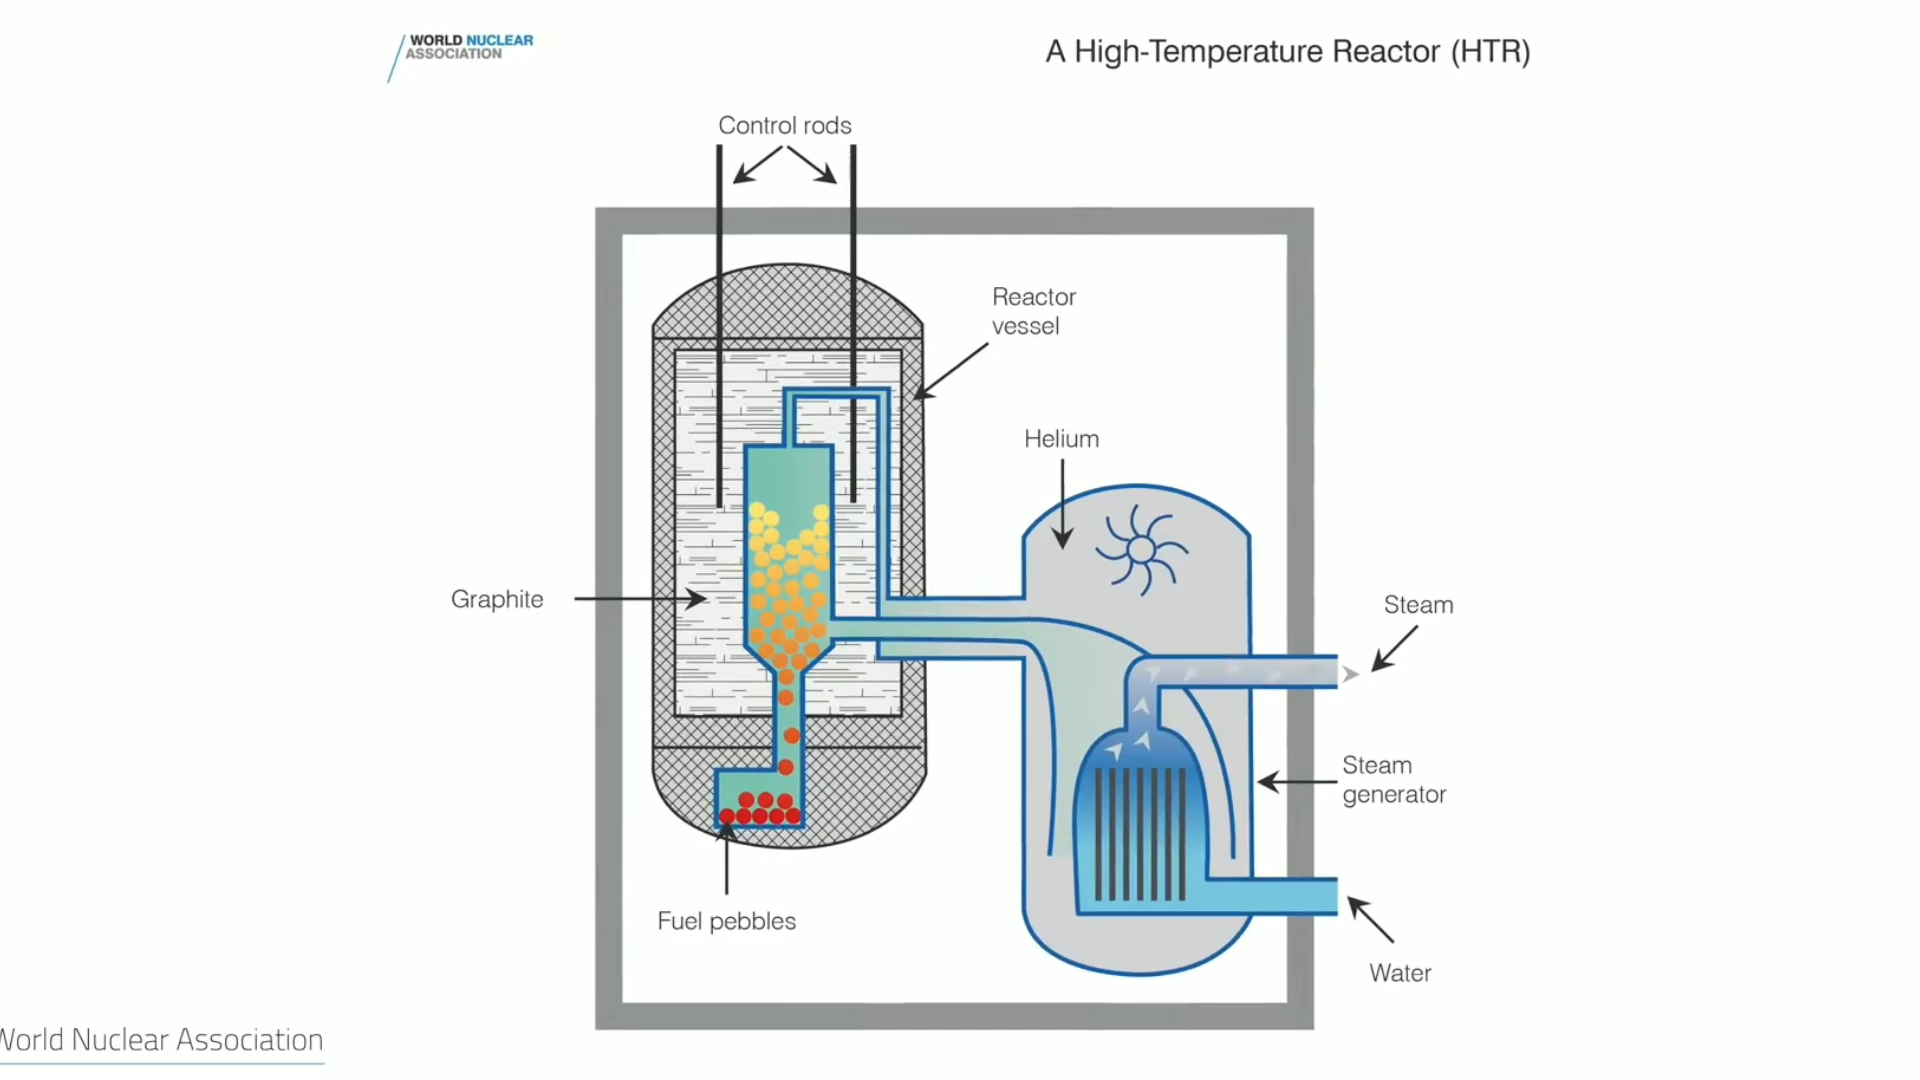 WORLD NUCLEAR
ASSOCIATION
A High-Temperature Reactor (HTR)
Control rods
Reactor
vessel
Helium
Graphite
Steam
Steam
generator
Fuel pebbles
Water
World Nuclear Association